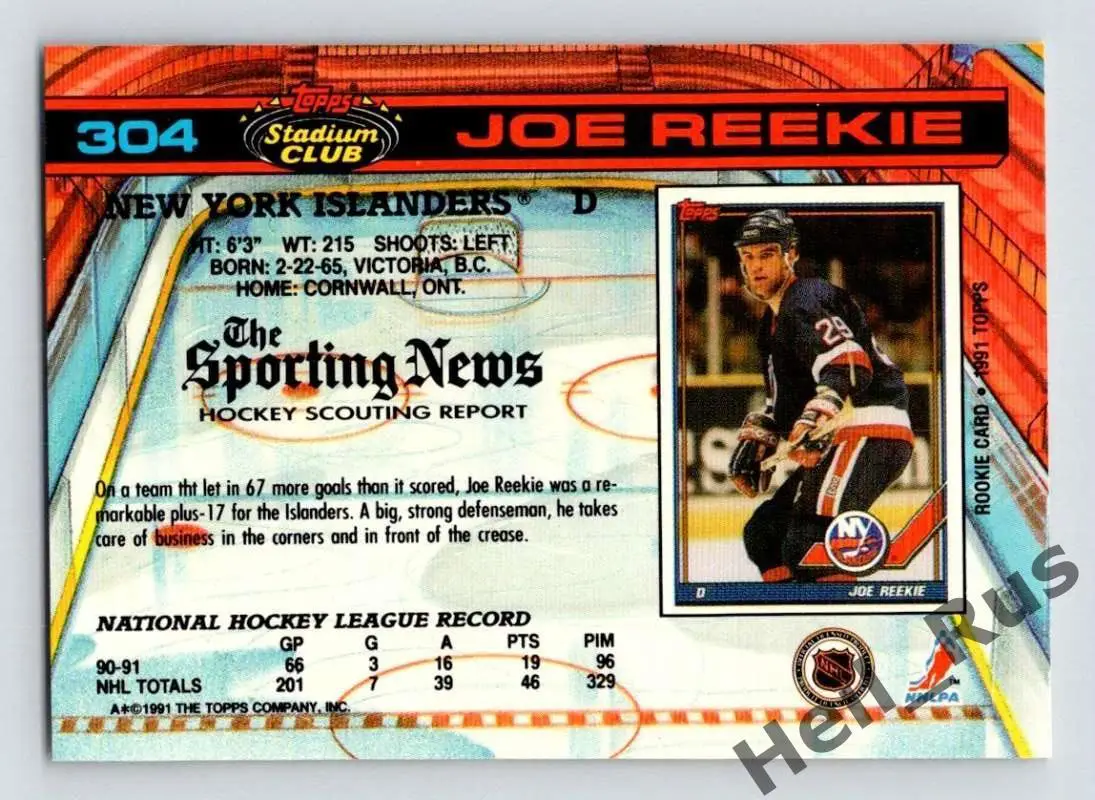 304
Topps
Stadium
CLUB
JOE REEKIE
NEW YORK ISLANDERS® D
HT: 6'3" WT: 215 SHOOTS: LEFT
BORN: 2-22-65, VICTORIA, B.C.
HOME: CORNWALL, ONT.
The
Sporting News
HOCKEY SCOUTING REPORT
On a team tht let in 67 more goals than it scored, Joe Reekie was a re-
markable plus-17 for the Islanders. A big, strong defenseman, he takes
care of business in the corners and in front of the crease.
NATIONAL HOCKEY LEAGUE RECORD
GP G A PTS PIM
90-91 66 3 16 19 96
NHL TOTALS 201 7 39 46 329
A*©1991 THE TOPPS COMPANY, INC.
Topps
29
NY
D JOE REEKIE
ROOKIE CARD • 1991 TOPPS
NHL
NHLPA
TM
Hell_Rus